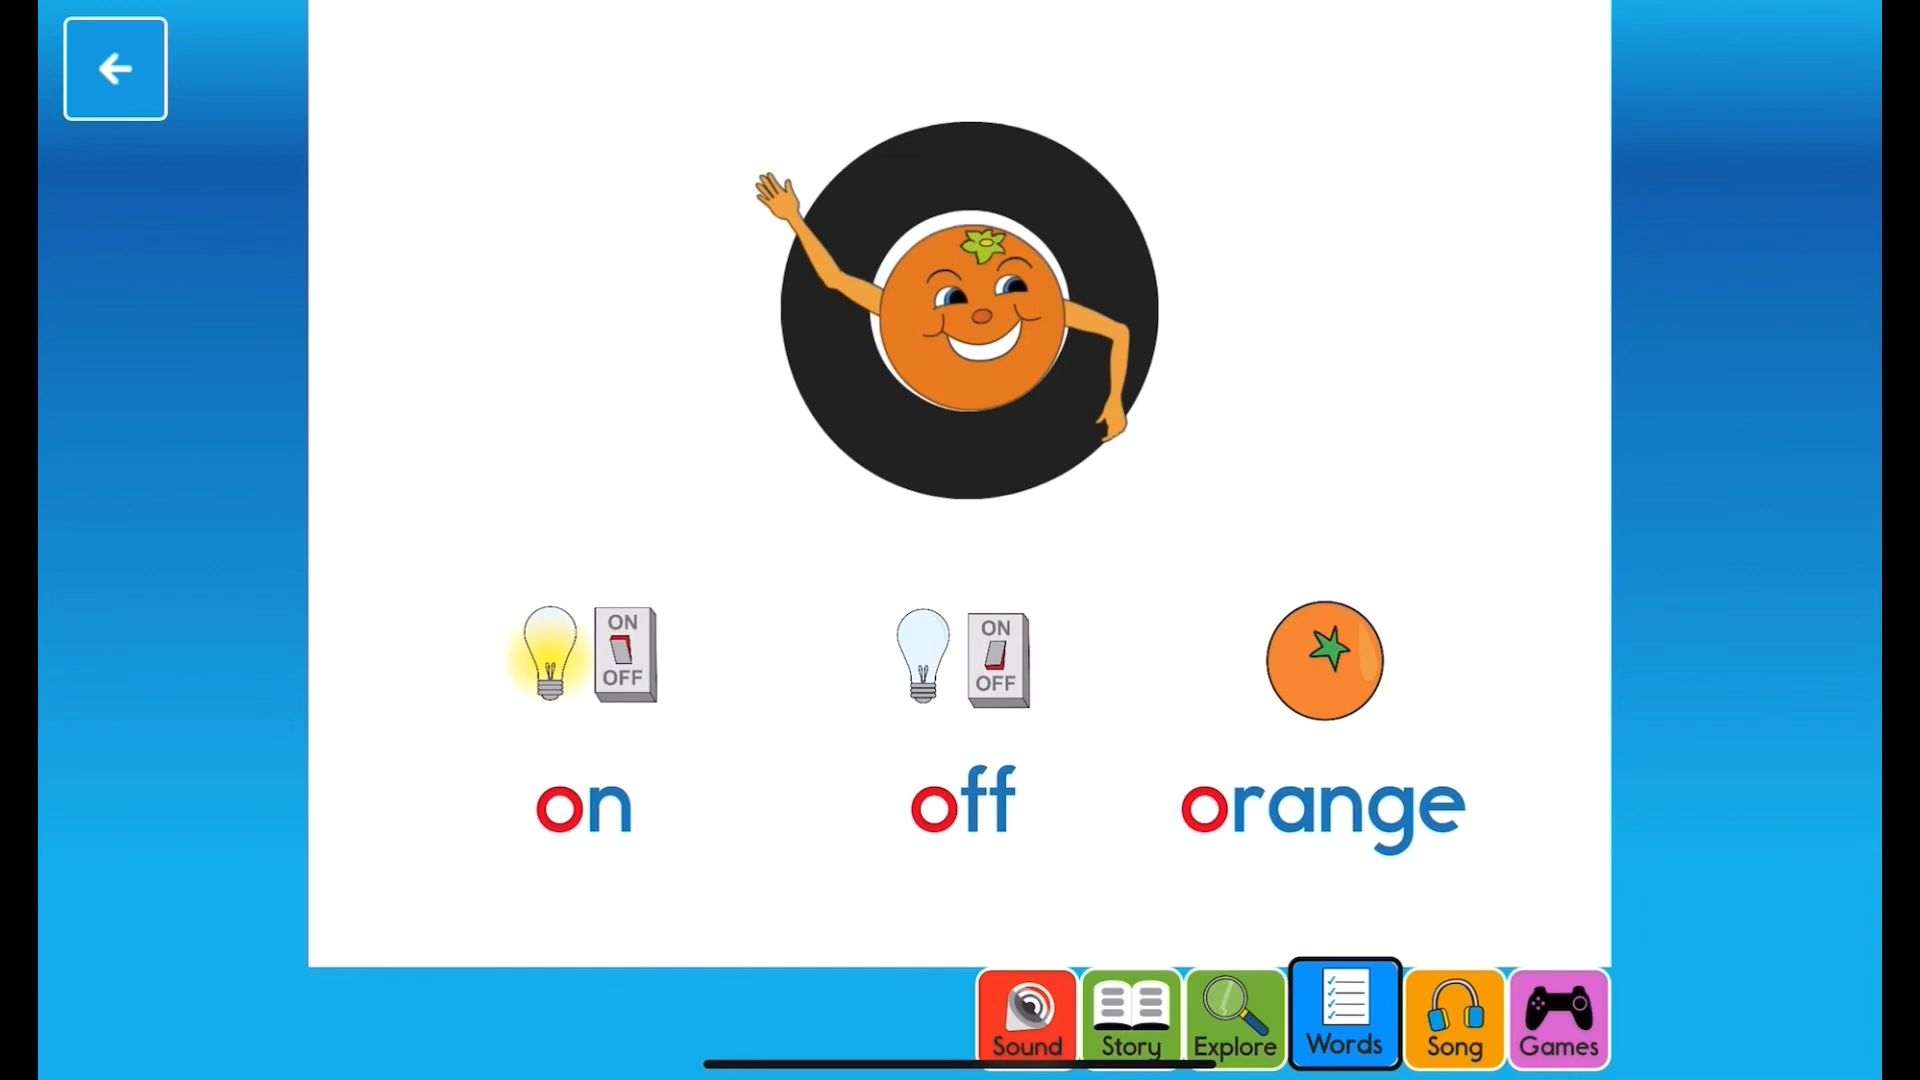 ON
OFF
ON
OFF
on
off
orange
Sound
Story
Explore
Words
Song
Games